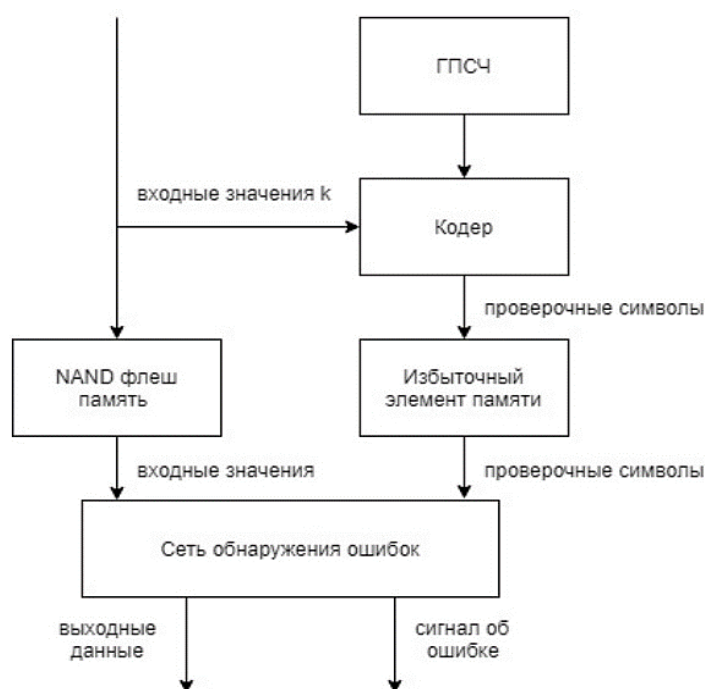 ГПСЧ
входные значения k
Кодер
проверочные символы
NAND флеш
память
Избыточный
элемент памяти
входные значения
проверочные символы
Сеть обнаружения ошибок
выходные
данные
сигнал об
ошибке